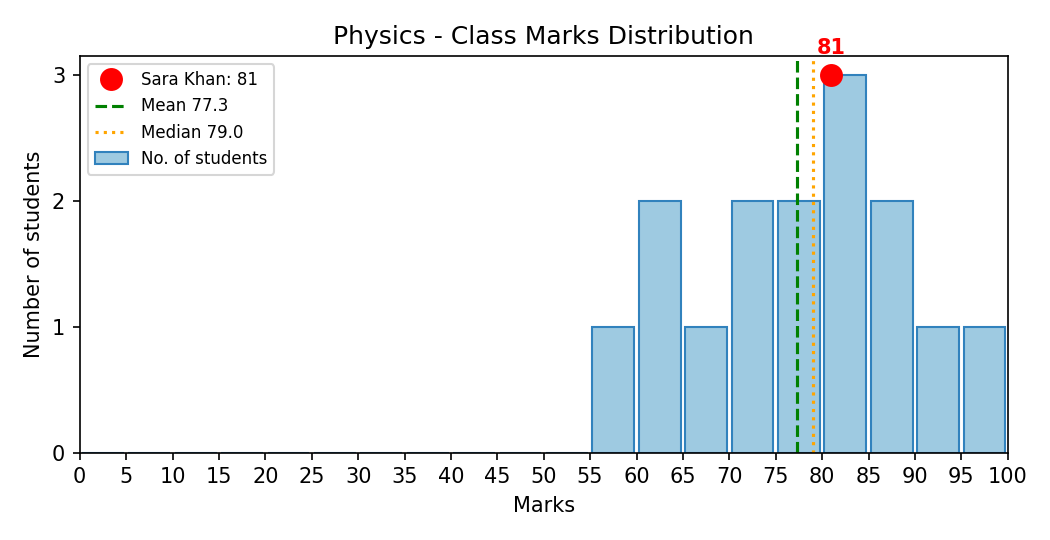 Physics - Class Marks Distribution
81
Sara Khan: 81
Mean 77.3
Median 79.0
No. of students
Number of students
3
2
1
0
0 5 10 15 20 25 30 35 40 45 50 55 60 65 70 75 80 85 90 95 100
Marks